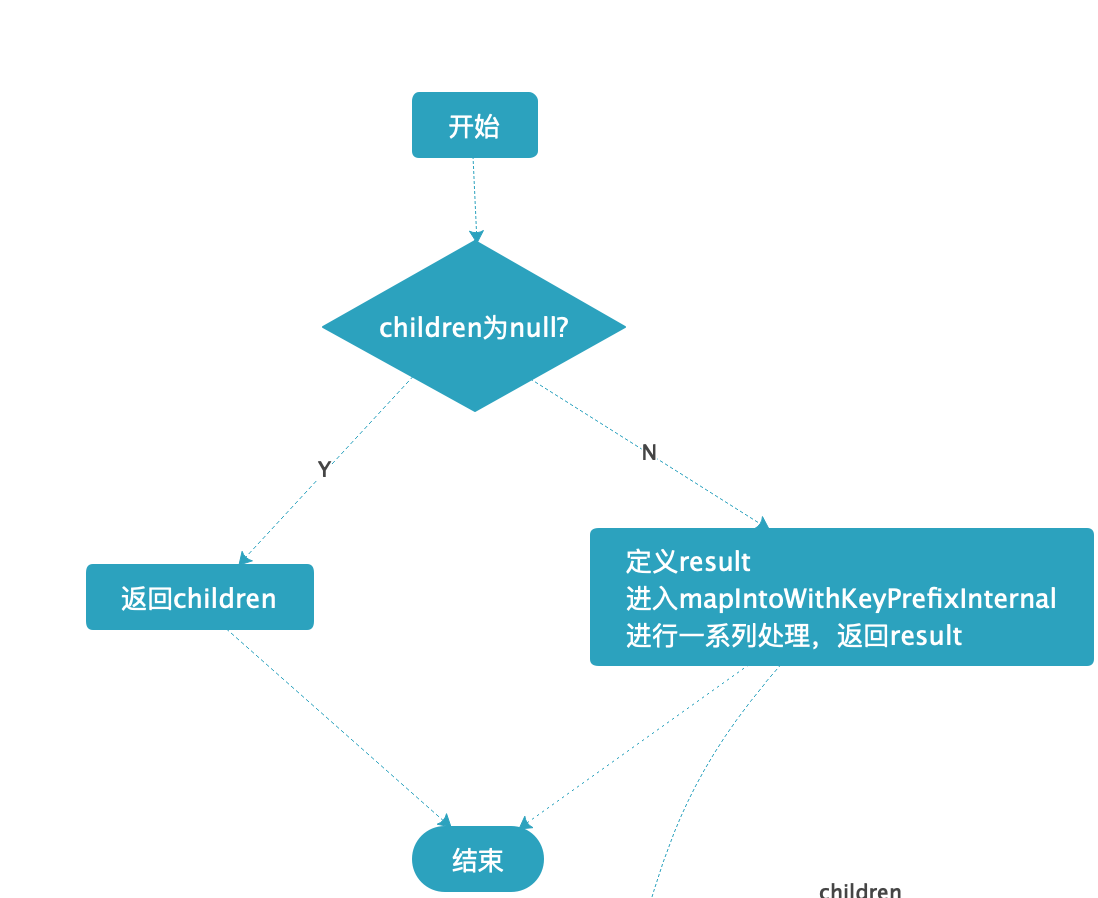 开始
children为null?
Y
N
返回children
定义result
进入mapIntoWithKeyPrefixInternal
进行一系列处理，返回result
结束
children